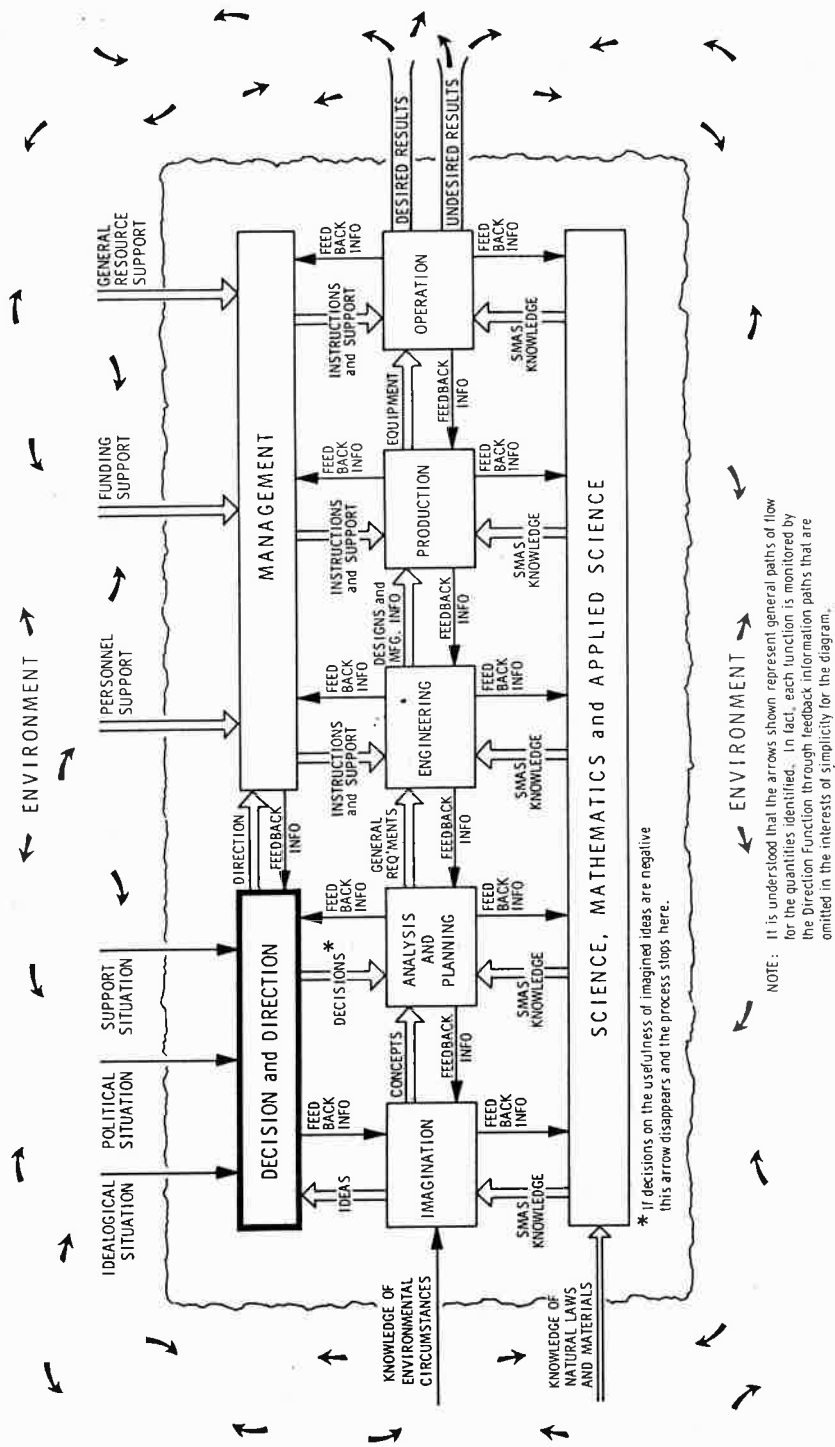 ENVIRONMENT
IDEALOGICAL
SITUATION
POLITICAL
SITUATION
SUPPORT
SITUATION
PERSONNEL
SUPPORT
FUNDING
SUPPORT
GENERAL
RESOURCE
SUPPORT
DECISION and DIRECTION
DIRECTION
FEEDBACK
INFO
MANAGEMENT
IDEAS
FEED
BACK
INFO
DECISIONS*
FEED
BACK
INFO
INSTRUCTIONS
and SUPPORT
FEED
BACK
INFO
INSTRUCTIONS
and SUPPORT
FEED
BACK
INFO
INSTRUCTIONS
and SUPPORT
FEED
BACK
INFO
KNOWLEDGE OF
ENVIRONMENTAL
CIRCUMSTANCES
IMAGINATION
CONCEPTS
FEEDBACK
INFO
ANALYSIS
AND
PLANNING
GENERAL
REQ'MENTS
FEEDBACK
INFO
ENGINEERING
DESIGNS and
MFG. INFO
FEEDBACK
INFO
PRODUCTION
EQUIPMENT
FEEDBACK
INFO
OPERATION
DESIRED RESULTS
UNDESIRED RESULTS
SMAS
KNOWLEDGE
FEED
BACK
INFO
SMAS
KNOWLEDGE
FEED
BACK
INFO
SMAS
KNOWLEDGE
FEED
BACK
INFO
SMAS
KNOWLEDGE
FEED
BACK
INFO
SMAS
KNOWLEDGE
FEED
BACK
INFO
KNOWLEDGE OF
NATURAL LAWS
AND MATERIALS
SCIENCE, MATHEMATICS and APPLIED SCIENCE
* If decisions on the usefulness of imagined ideas are negative
this arrow disappears and the process stops here.
ENVIRONMENT
NOTE: It is understood that the arrows shown represent general paths of flow
for the quantities identified. In fact, each function is monitored by
the Direction Function through feedback information paths that are
omitted in the interests of simplicity for the diagram.